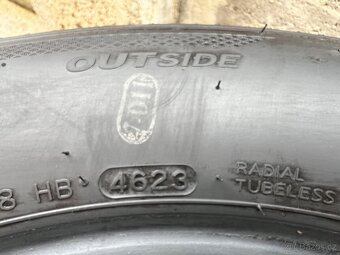 OUTSIDE
8 HB 4623
RADIAL
TUBELESS